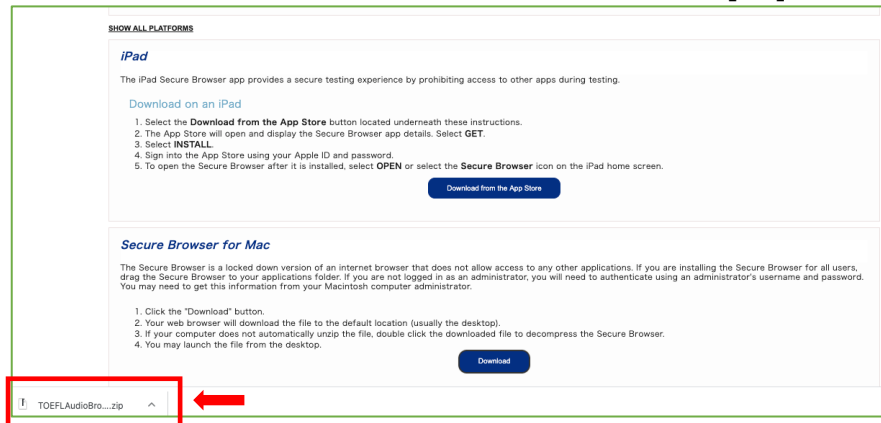 SHOW ALL PLATFORMS
iPad
The iPad Secure Browser app provides a secure testing experience by prohibiting access to other apps during testing.
Download on an iPad
1. Select the Download from the App Store button located underneath these instructions.
2. The App Store will open and display the Secure Browser app details. Select GET.
3. Select INSTALL.
4. Sign into the App Store using your Apple ID and password.
5. To open the Secure Browser after it is installed, select OPEN or select the Secure Browser icon on the iPad home screen.
Download from the App Store
Secure Browser for Mac
The Secure Browser is a locked down version of an internet browser that does not allow access to any other applications. If you are installing the Secure Browser for all users,
drag the Secure Browser to your applications folder. If you are not logged in as an administrator, you will need to authenticate using an administrator's username and password.
You may need to get this information from your Macintosh computer administrator.
1. Click the "Download" button.
2. Your web browser will download the file to the default location (usually the desktop).
3. If your computer does not automatically unzip the file, double click the downloaded file to decompress the Secure Browser.
4. You may launch the file from the desktop.
Download
TOEFLAudioBro....zip